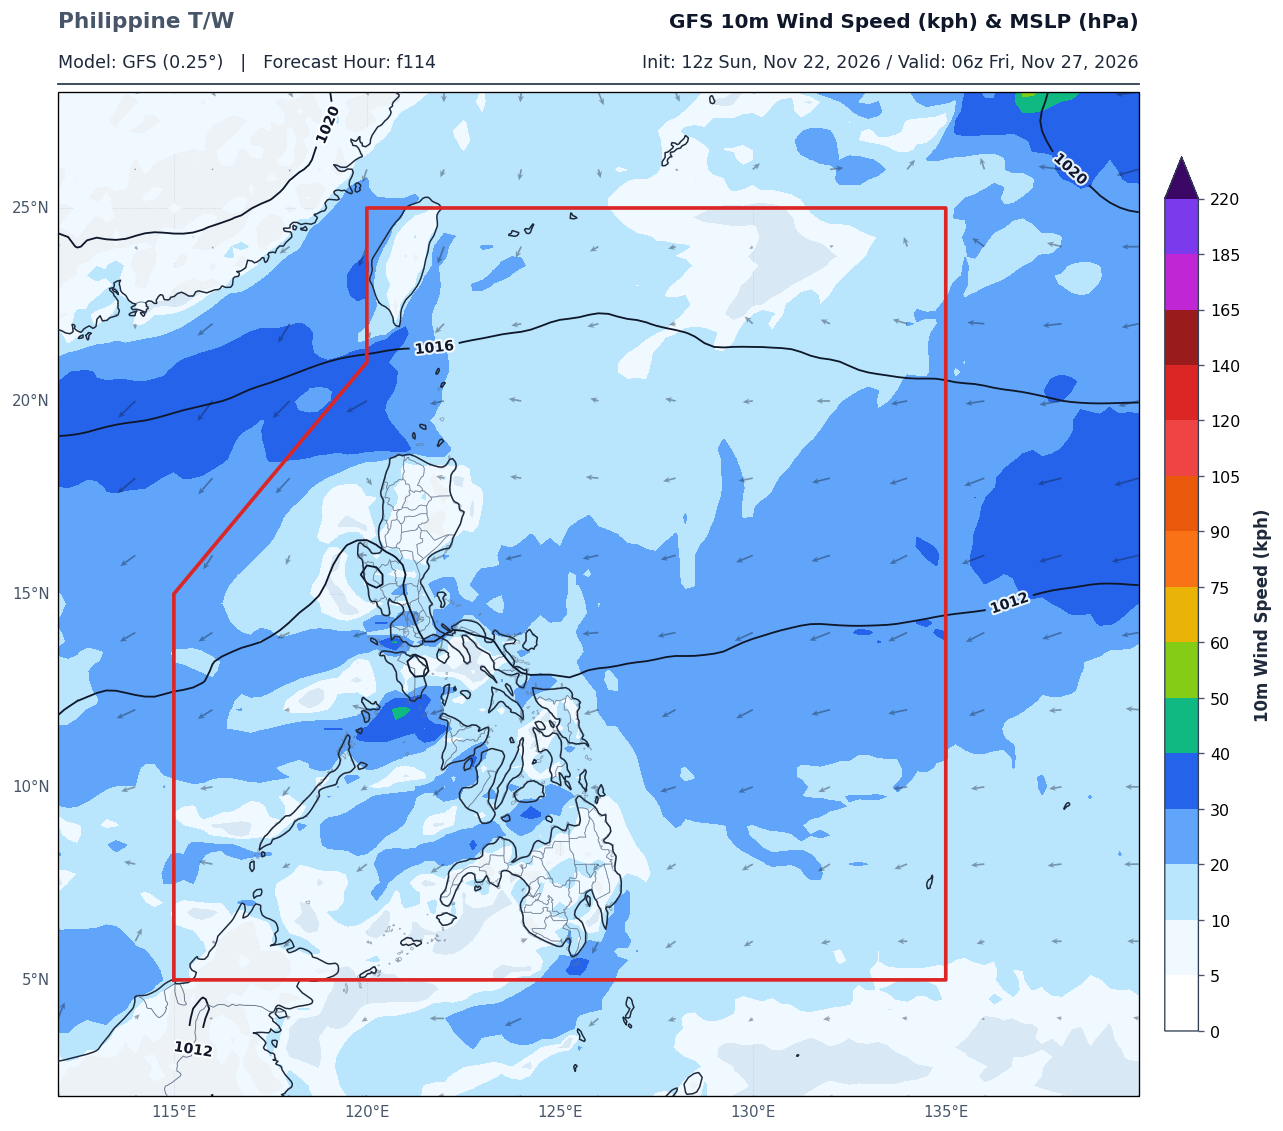 Philippine T/W
GFS 10m Wind Speed (kph) & MSLP (hPa)
Model: GFS (0.25°)   |   Forecast Hour: f114
Init: 12z Sun, Nov 22, 2026 / Valid: 06z Fri, Nov 27, 2026
1020
1020
1016
1012
1012
25°N
20°N
15°N
10°N
5°N
115°E
120°E
125°E
130°E
135°E
220
185
165
140
120
105
90
75
60
50
40
30
20
10
5
0
10m Wind Speed (kph)